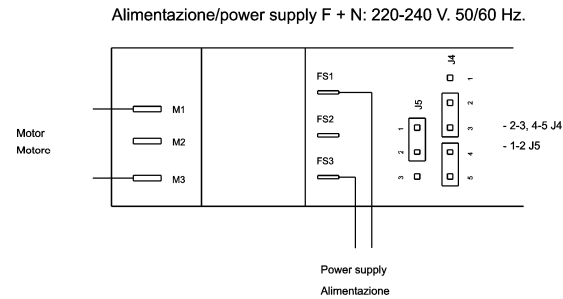 Alimentazione/power supply F + N: 220-240 V. 50/60 Hz.
J4
FS1
1
J5
2
M1
FS2
1
3
- 2-3, 4-5 J4
Motor
M2
- 1-2 J5
Motore
FS3
2
4
M3
3
5
Power supply
Alimentazione